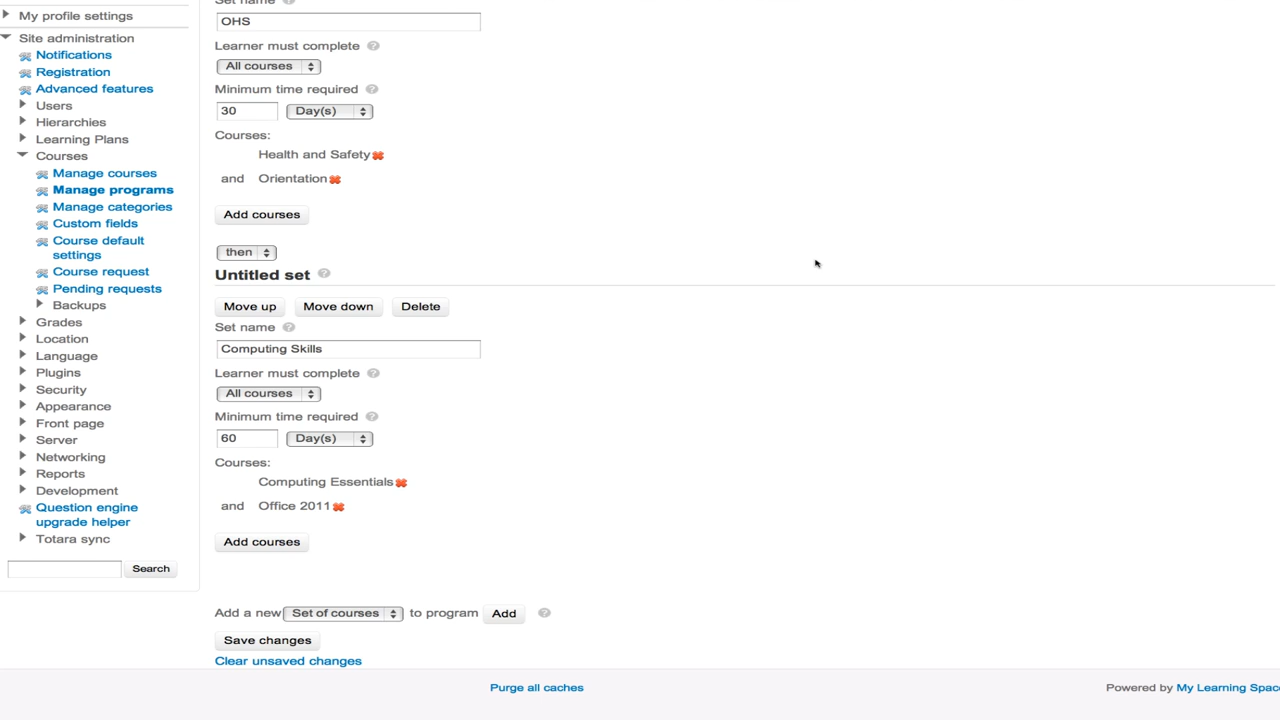 My profile settings
Site administration
Notifications
Registration
Advanced features
Users
Hierarchies
Learning Plans
Courses
Manage courses
Manage programs
Manage categories
Custom fields
Course default
settings
Course request
Pending requests
Backups
Grades
Location
Language
Plugins
Security
Appearance
Front page
Server
Networking
Reports
Development
Question engine
upgrade helper
Totara sync
Search
Set name
OHS
Learner must complete
All courses
Minimum time required
30 Day(s)
Courses:
Health and Safety
and Orientation
Add courses
then
Untitled set
Move up Move down Delete
Set name
Computing Skills
Learner must complete
All courses
Minimum time required
60 Day(s)
Courses:
Computing Essentials
and Office 2011
Add courses
Add a new Set of courses to program Add
Save changes
Clear unsaved changes
Purge all caches
Powered by My Learning Spac